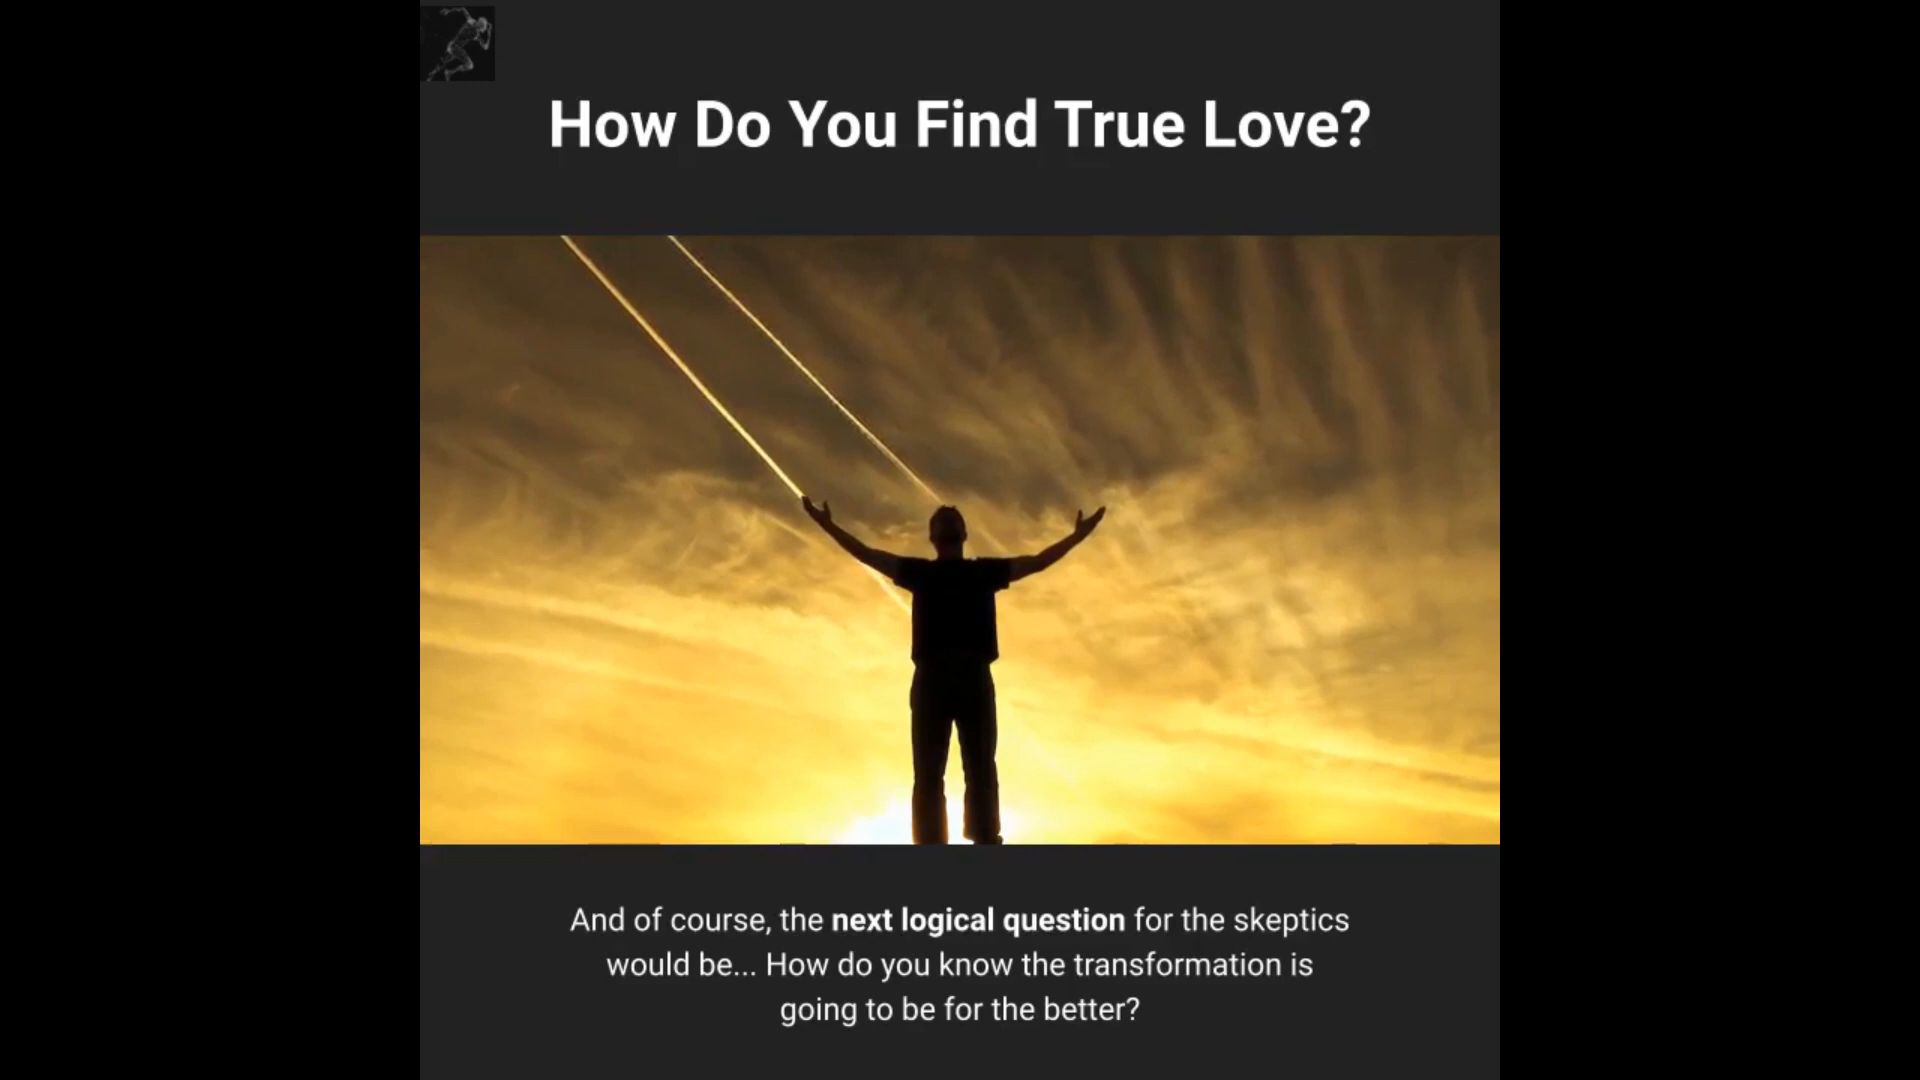 How Do You Find True Love?
And of course, the next logical question for the skeptics
would be... How do you know the transformation is
going to be for the better?